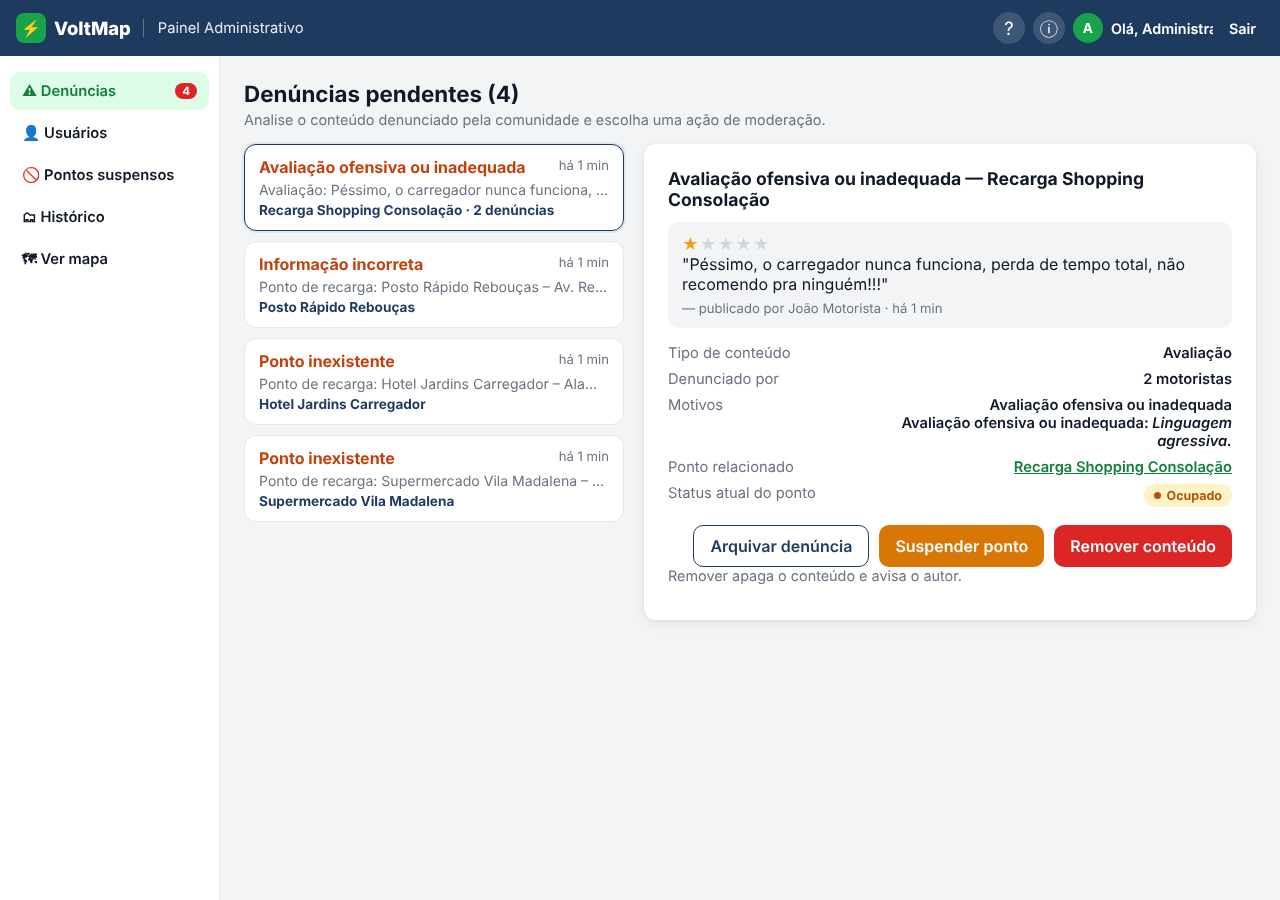 ⚡ VoltMap Painel Administrativo ? ⓘ A Olá, Administra Sair
⚠ Denúncias 4
👤 Usuários
🚫 Pontos suspensos
🗂 Histórico
🗺 Ver mapa
Denúncias pendentes (4)
Analise o conteúdo denunciado pela comunidade e escolha uma ação de moderação.
Avaliação ofensiva ou inadequada há 1 min
Avaliação: Péssimo, o carregador nunca funciona, ...
Recarga Shopping Consolação · 2 denúncias
Informação incorreta há 1 min
Ponto de recarga: Posto Rápido Rebouças – Av. Re...
Posto Rápido Rebouças
Ponto inexistente há 1 min
Ponto de recarga: Hotel Jardins Carregador – Ala...
Hotel Jardins Carregador
Ponto inexistente há 1 min
Ponto de recarga: Supermercado Vila Madalena – ...
Supermercado Vila Madalena
Avaliação ofensiva ou inadequada — Recarga Shopping
Consolação
★★★★★
"Péssimo, o carregador nunca funciona, perda de tempo total, não
recomendo pra ninguém!!!"
— publicado por João Motorista · há 1 min
Tipo de conteúdo Avaliação
Denunciado por 2 motoristas
Motivos Avaliação ofensiva ou inadequada
Avaliação ofensiva ou inadequada: Linguagem
agressiva.
Ponto relacionado Recarga Shopping Consolação
Status atual do ponto Ocupado
Arquivar denúncia Suspender ponto Remover conteúdo
Remover apaga o conteúdo e avisa o autor.